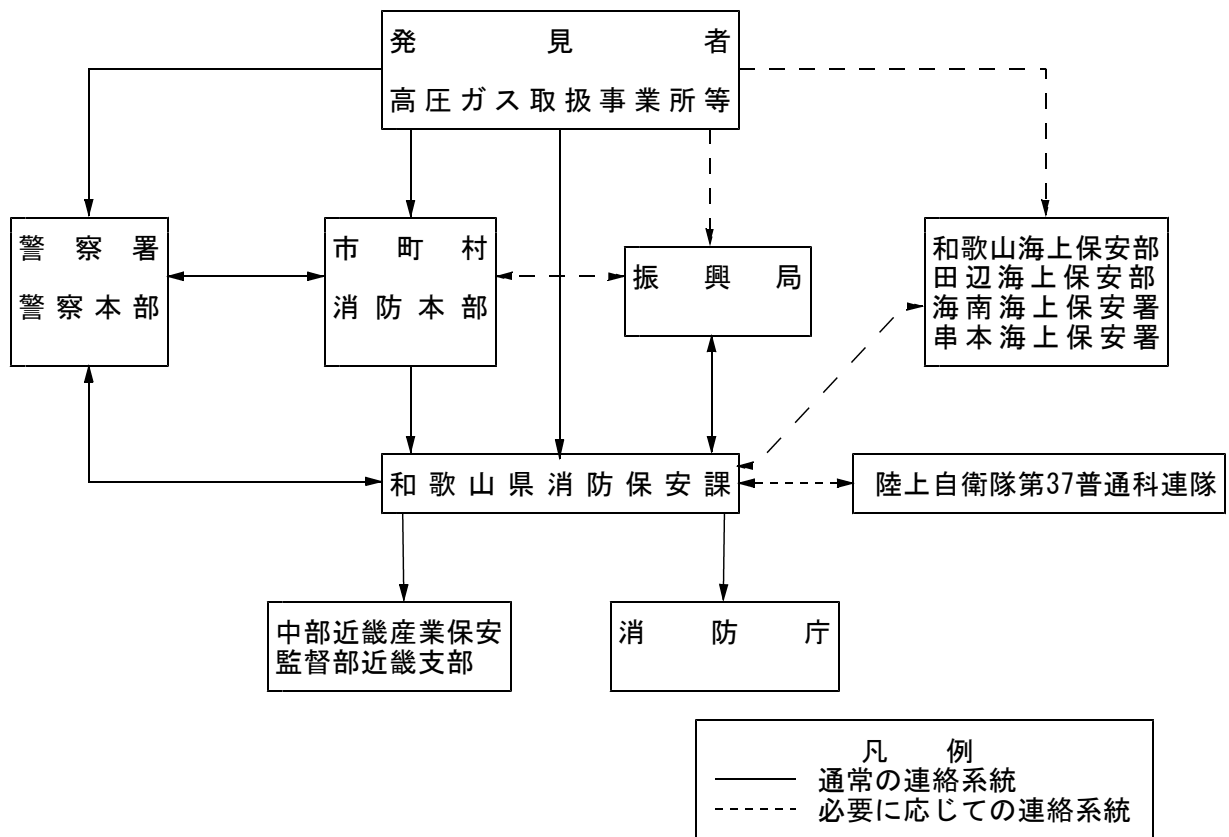 発見者
高圧ガス取扱事業所等
警察署
警察本部
市町村
消防本部
振興局
和歌山海上保安部
田辺海上保安部
海南海上保安署
串本海上保安署
和歌山県消防保安課
陸上自衛隊第37普通科連隊
中部近畿産業保安
監督部近畿支部
消防庁
凡例
通常の連絡系統
必要に応じての連絡系統